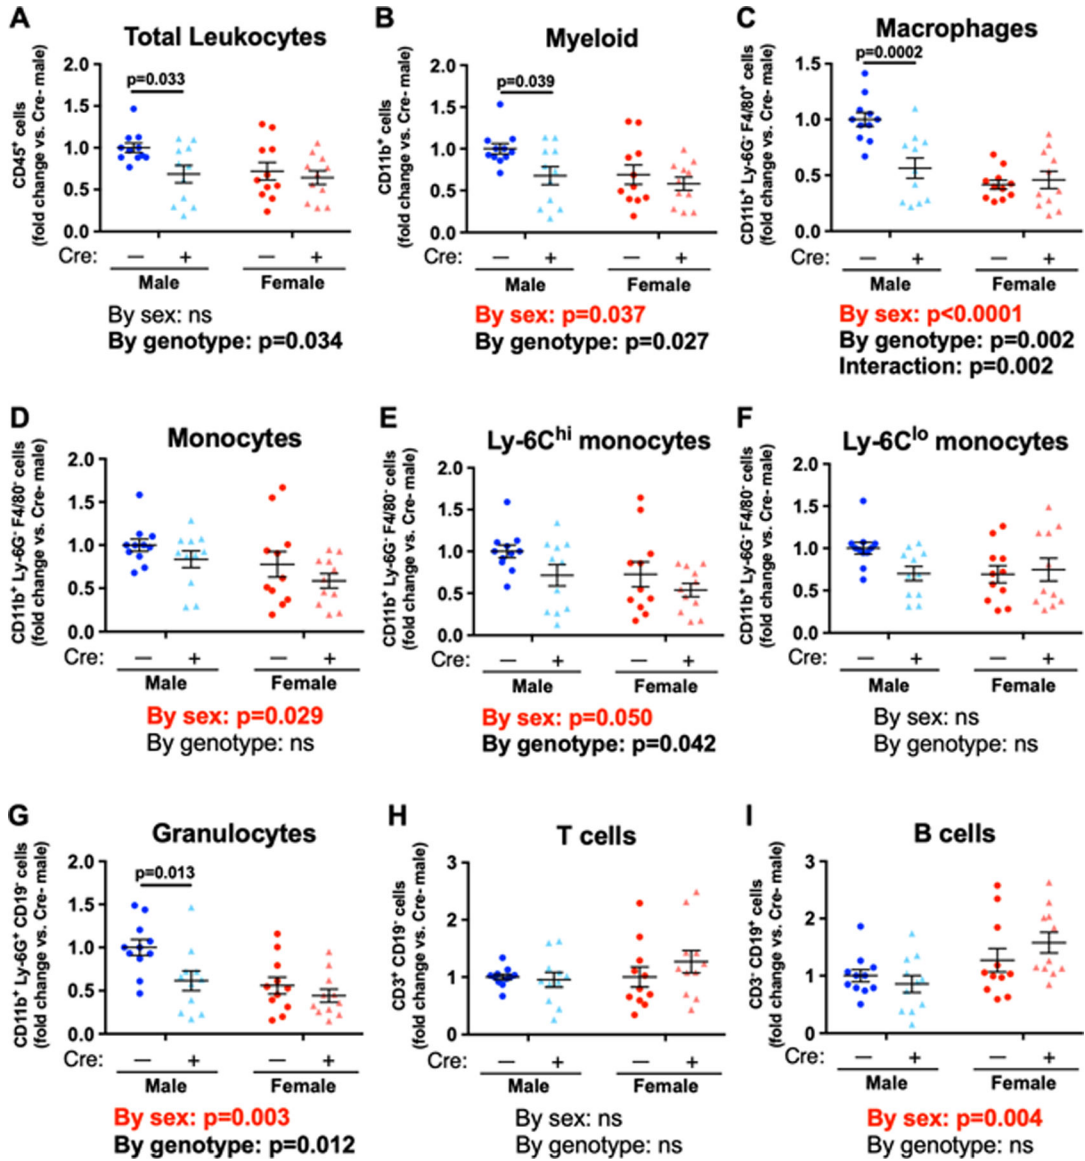 A
Total Leukocytes
CD45⁺ cells
(fold change vs. Cre- male)
2.0
1.5
1.0
0.5
0.0
p=0.033
Cre: — + — +
Male Female
By sex: ns
By genotype: p=0.034
B
Myeloid
CD11b⁺ cells
(fold change vs. Cre- male)
2.0
1.5
1.0
0.5
0.0
p=0.039
— + — +
Male Female
By sex: p=0.037
By genotype: p=0.027
C
Macrophages
CD11b⁺ Ly-6G⁻ F4/80⁺ cells
(fold change vs. Cre- male)
1.5
1.0
0.5
0.0
p=0.0002
— + — +
Male Female
By sex: p<0.0001
By genotype: p=0.002
Interaction: p=0.002
D
Monocytes
CD11b⁺ Ly-6G⁻ F4/80⁻ cells
(fold change vs. Cre- male)
2.0
1.5
1.0
0.5
0.0
Cre: — + — +
Male Female
By sex: p=0.029
By genotype: ns
E
Ly-6Cʰⁱ monocytes
CD11b⁺ Ly-6G⁻ F4/80⁻ cells
(fold change vs. Cre- male)
2.0
1.5
1.0
0.5
0.0
Cre: — + — +
Male Female
By sex: p=0.050
By genotype: p=0.042
F
Ly-6Cˡᵒ monocytes
CD11b⁺ Ly-6G⁻ F4/80⁻ cells
(fold change vs. Cre- male)
2.0
1.5
1.0
0.5
0.0
Cre: — + — +
Male Female
By sex: ns
By genotype: ns
G
Granulocytes
CD11b⁺ Ly-6G⁺ CD19⁻ cells
(fold change vs. Cre- male)
2.0
1.5
1.0
0.5
0.0
p=0.013
Cre: — + — +
Male Female
By sex: p=0.003
By genotype: p=0.012
H
T cells
CD3⁺ CD19⁻ cells
(fold change vs. Cre- male)
3
2
1
0
Cre: — + — +
Male Female
By sex: ns
By genotype: ns
I
B cells
CD3⁻ CD19⁺ cells
(fold change vs. Cre- male)
3
2
1
0
Cre: — + — +
Male Female
By sex: p=0.004
By genotype: ns